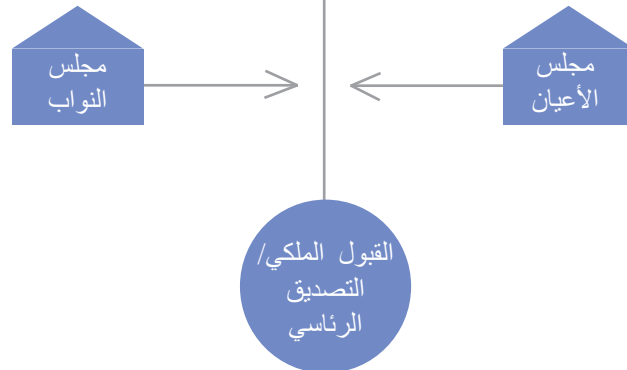 مجلس
الأعيان
مجلس
النواب
القبول الملكي/
التصديق
الرئاسي